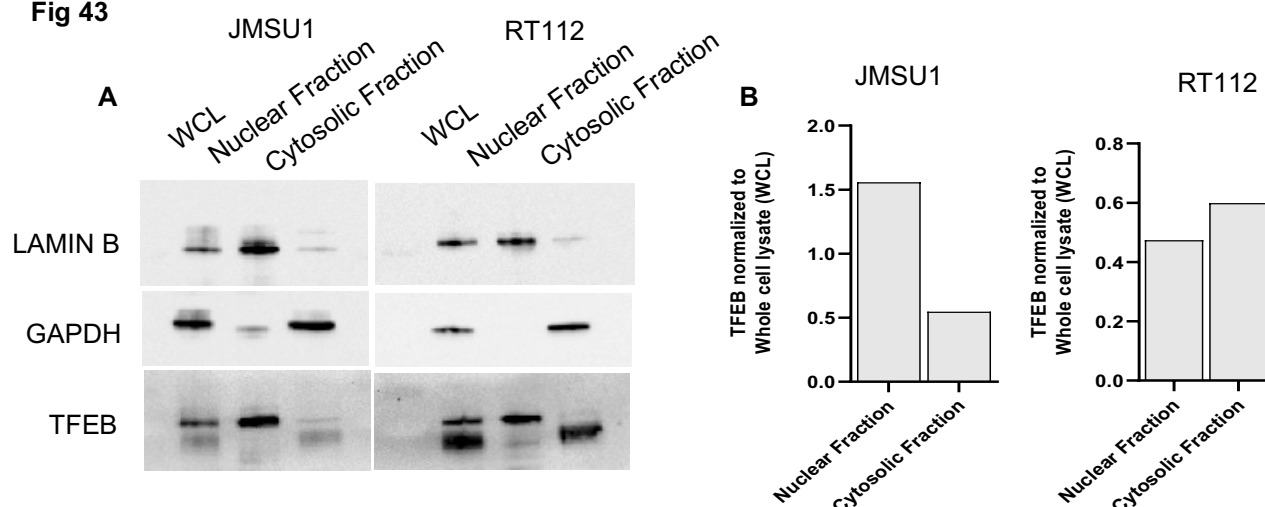 Fig 43
JMSU1
RT112
A
WCL
Nuclear Fraction
Cytosolic Fraction
WCL
Nuclear Fraction
Cytosolic Fraction
LAMIN B
GAPDH
TFEB
B
JMSU1
TFEB normalized to
Whole cell lysate (WCL)
2.0
1.5
1.0
0.5
0.0
Nuclear Fraction
Cytosolic Fraction
RT112
TFEB normalized to
Whole cell lysate (WCL)
0.8
0.6
0.4
0.2
0.0
Nuclear Fraction
Cytosolic Fraction